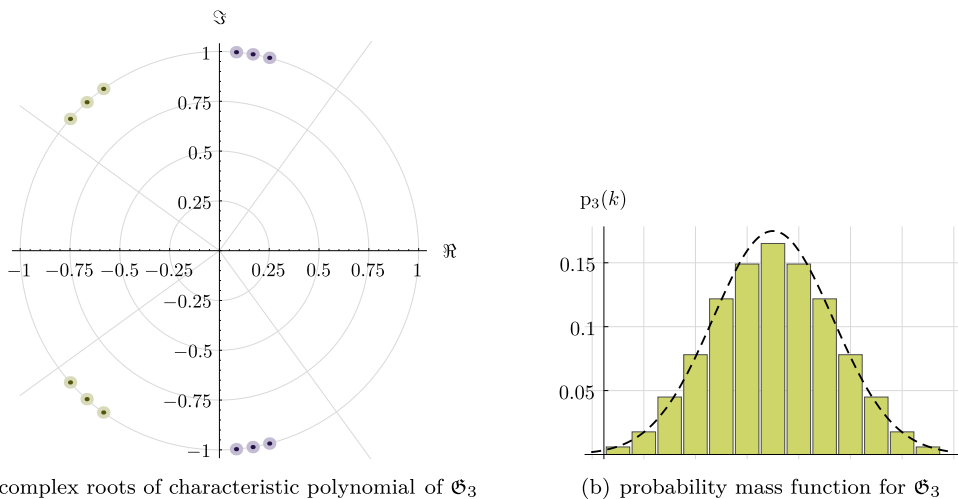 ℑ
1
0.75
0.5
0.25
ℜ
−1 −0.75 −0.5 −0.25 0.25 0.5 0.75 1
−0.25
−0.5
−0.75
−1
complex roots of characteristic polynomial of 𝕲₃
p₃(k)
0.15
0.1
0.05
(b) probability mass function for 𝕲₃